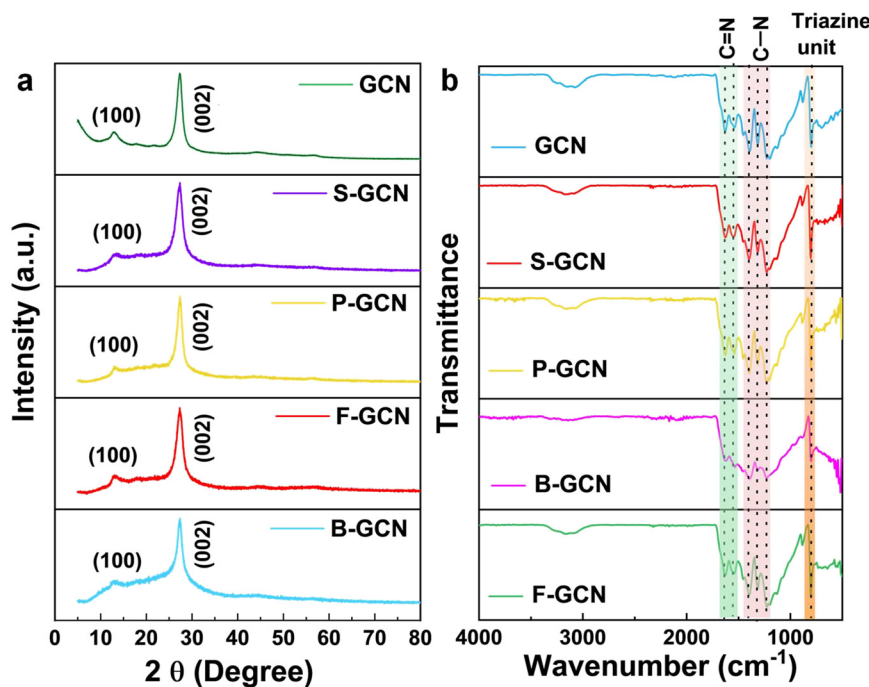 a
GCN
(100)
(002)
S-GCN
(100)
(002)
P-GCN
(100)
(002)
F-GCN
(100)
(002)
B-GCN
(100)
(002)
0 10 20 30 40 50 60 70 80
2 θ (Degree)
Intensity (a.u.)
b
C=N
C—N
Triazine
unit
GCN
S-GCN
P-GCN
B-GCN
F-GCN
4000 3000 2000 1000
Wavenumber (cm⁻¹)
Transmittance